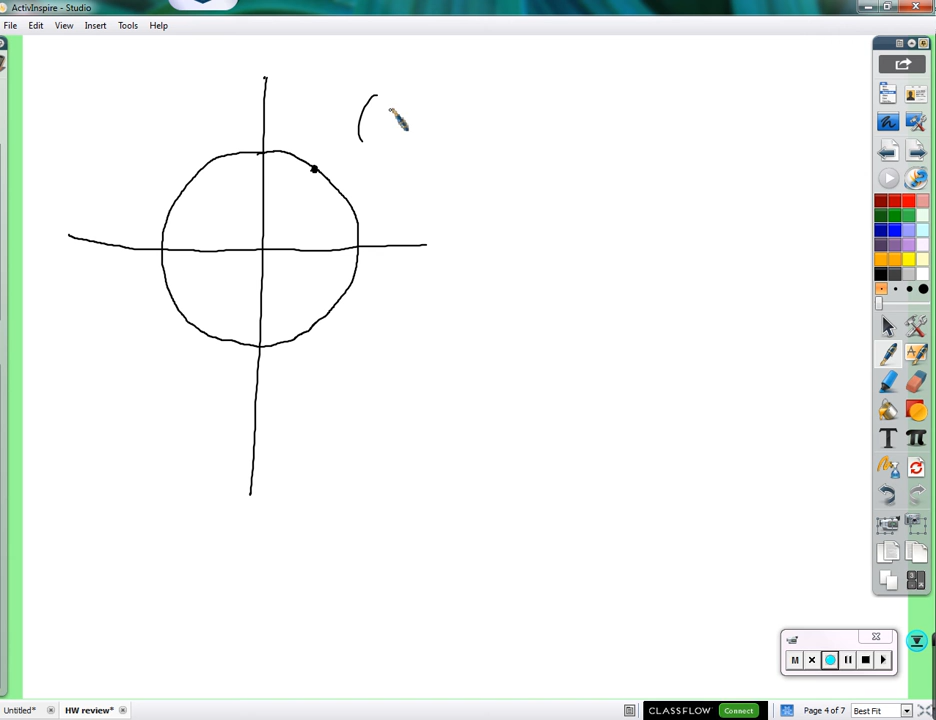 ActivInspire - Studio
File Edit View Insert Tools Help
(
T π
M
Untitled* HW review* CLASSFLOW Connect Page 4 of 7 Best Fit